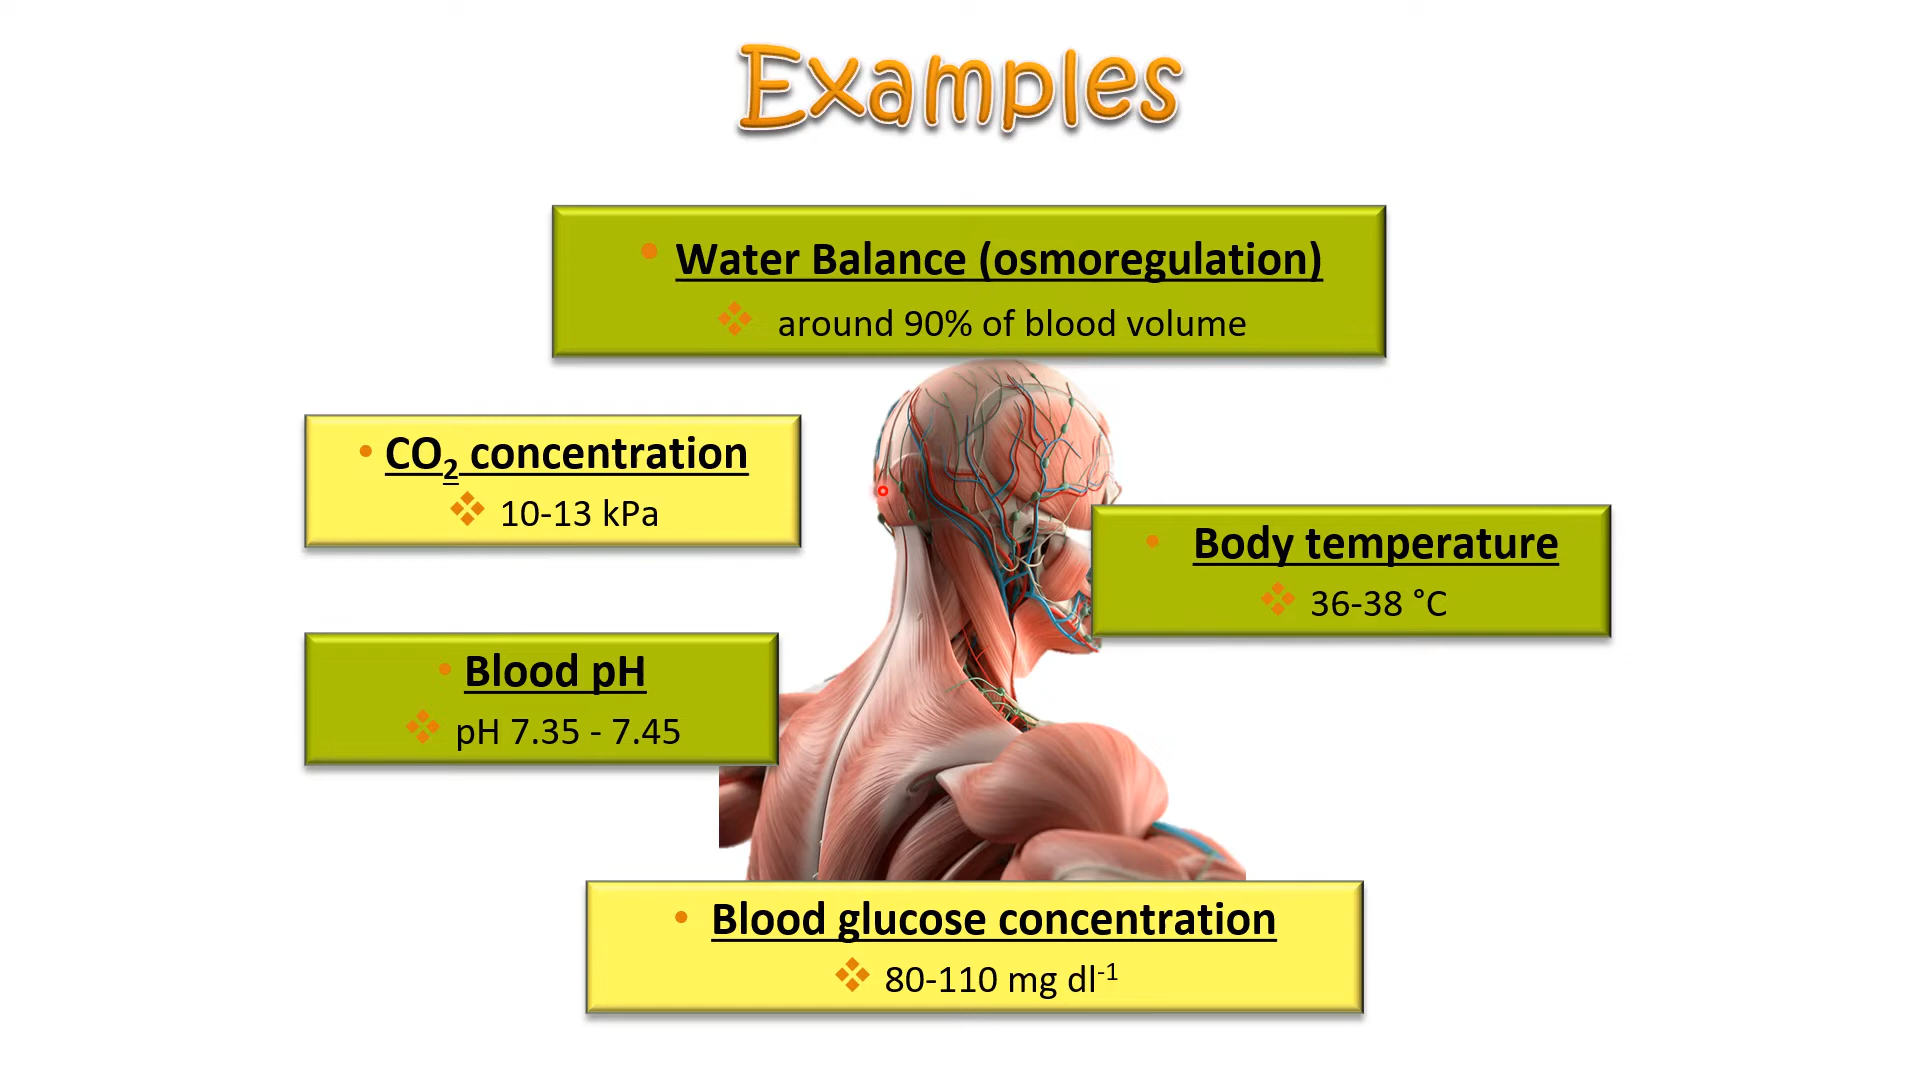 Examples
• Water Balance (osmoregulation)
❖ around 90% of blood volume
• CO₂ concentration
❖ 10-13 kPa
• Body temperature
❖ 36-38 ˚C
• Blood pH
❖ pH 7.35 - 7.45
• Blood glucose concentration
❖ 80-110 mg dl⁻¹